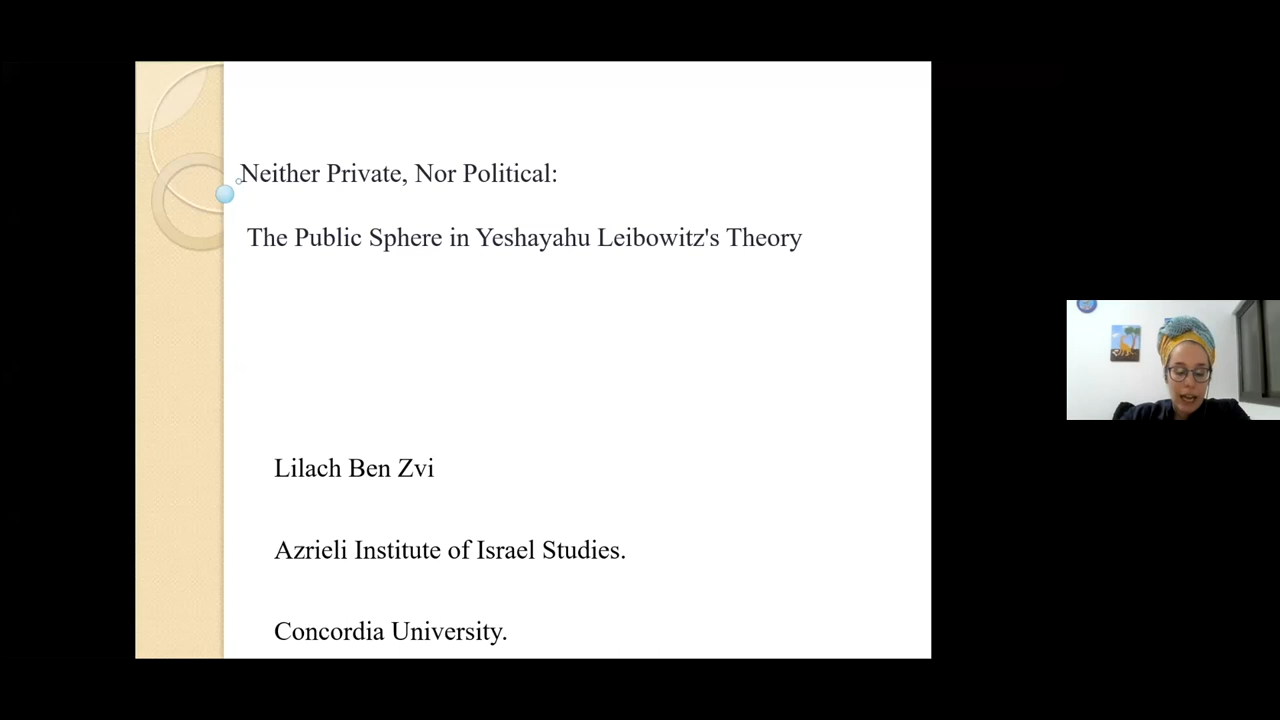 Neither Private, Nor Political:
The Public Sphere in Yeshayahu Leibowitz's Theory
Lilach Ben Zvi
Azrieli Institute of Israel Studies.
Concordia University.